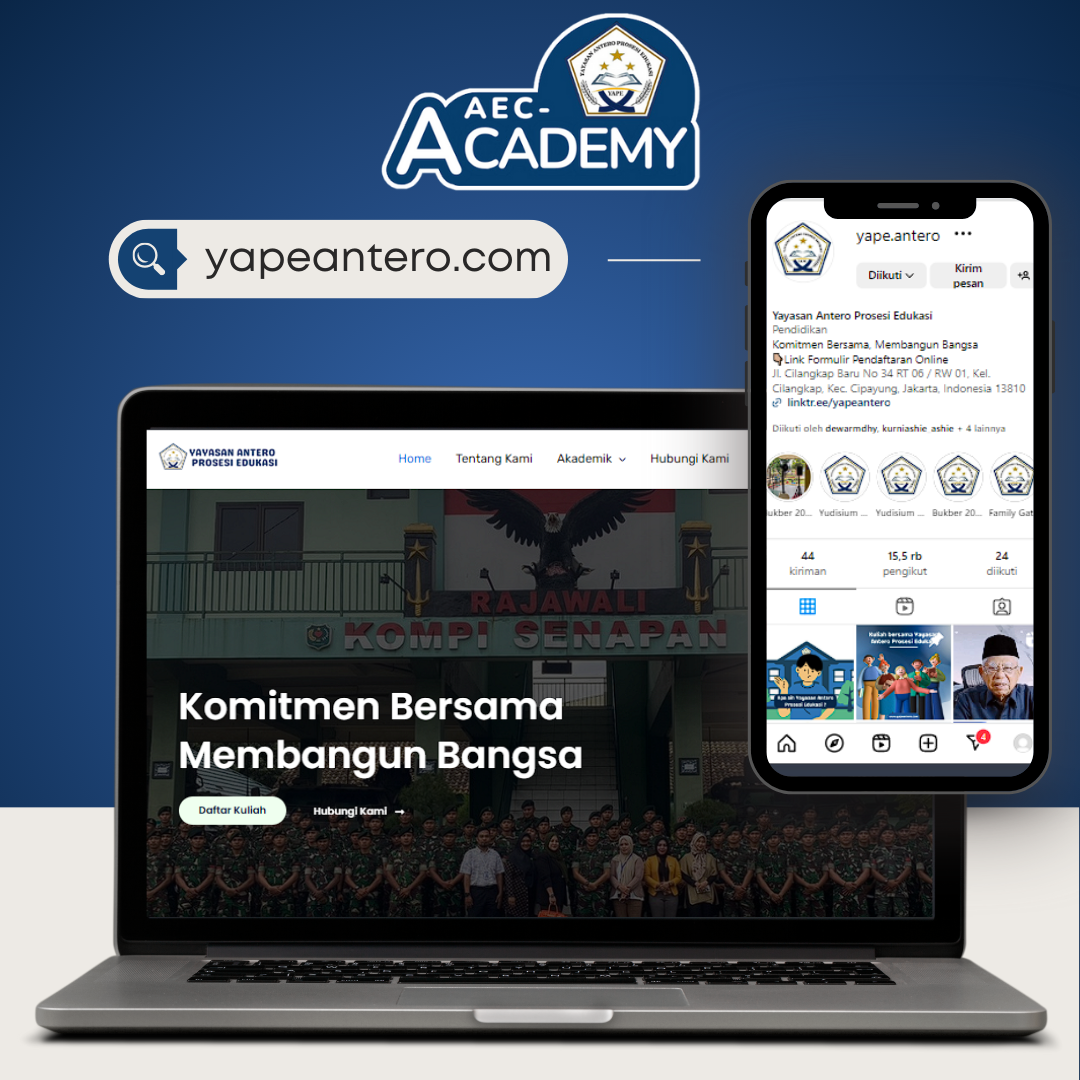 YAYASAN ANTERO PROSESI EDUKASI
YAPE
AEC-
ACADEMY
yapeantero.com
yape.antero
Diikuti
Kirim
pesan
Yayasan Antero Prosesi Edukasi
Pendidikan
Komitmen Bersama, Membangun Bangsa
Link Formulir Pendaftaran Online
Jl. Cilangkap Baru No 34 RT 06 / RW 01, Kel.
Cilangkap, Kec. Cipayung, Jakarta, Indonesia 13810
linktr.ee/yapeantero
Diikuti oleh dewarmdhy, kurniashie_ashie + 4 lainnya
ukber 20...
Yudisium ...
Yudisium ...
Bukber 20...
Family Gat
44
kiriman
15,5 rb
pengikut
24
diikuti
Apa sih Yayasan Antero
Prosesi Edukasi ?
Kuliah bersama Yayasan
Antero Prosesi Edukasi
4
YAYASAN ANTERO
PROSESI EDUKASI
Home
Tentang Kami
Akademik
Hubungi Kami
RAJAWALI
KOMPI SENAPAN
Komitmen Bersama
Membangun Bangsa
Daftar Kuliah
Hubungi Kami →